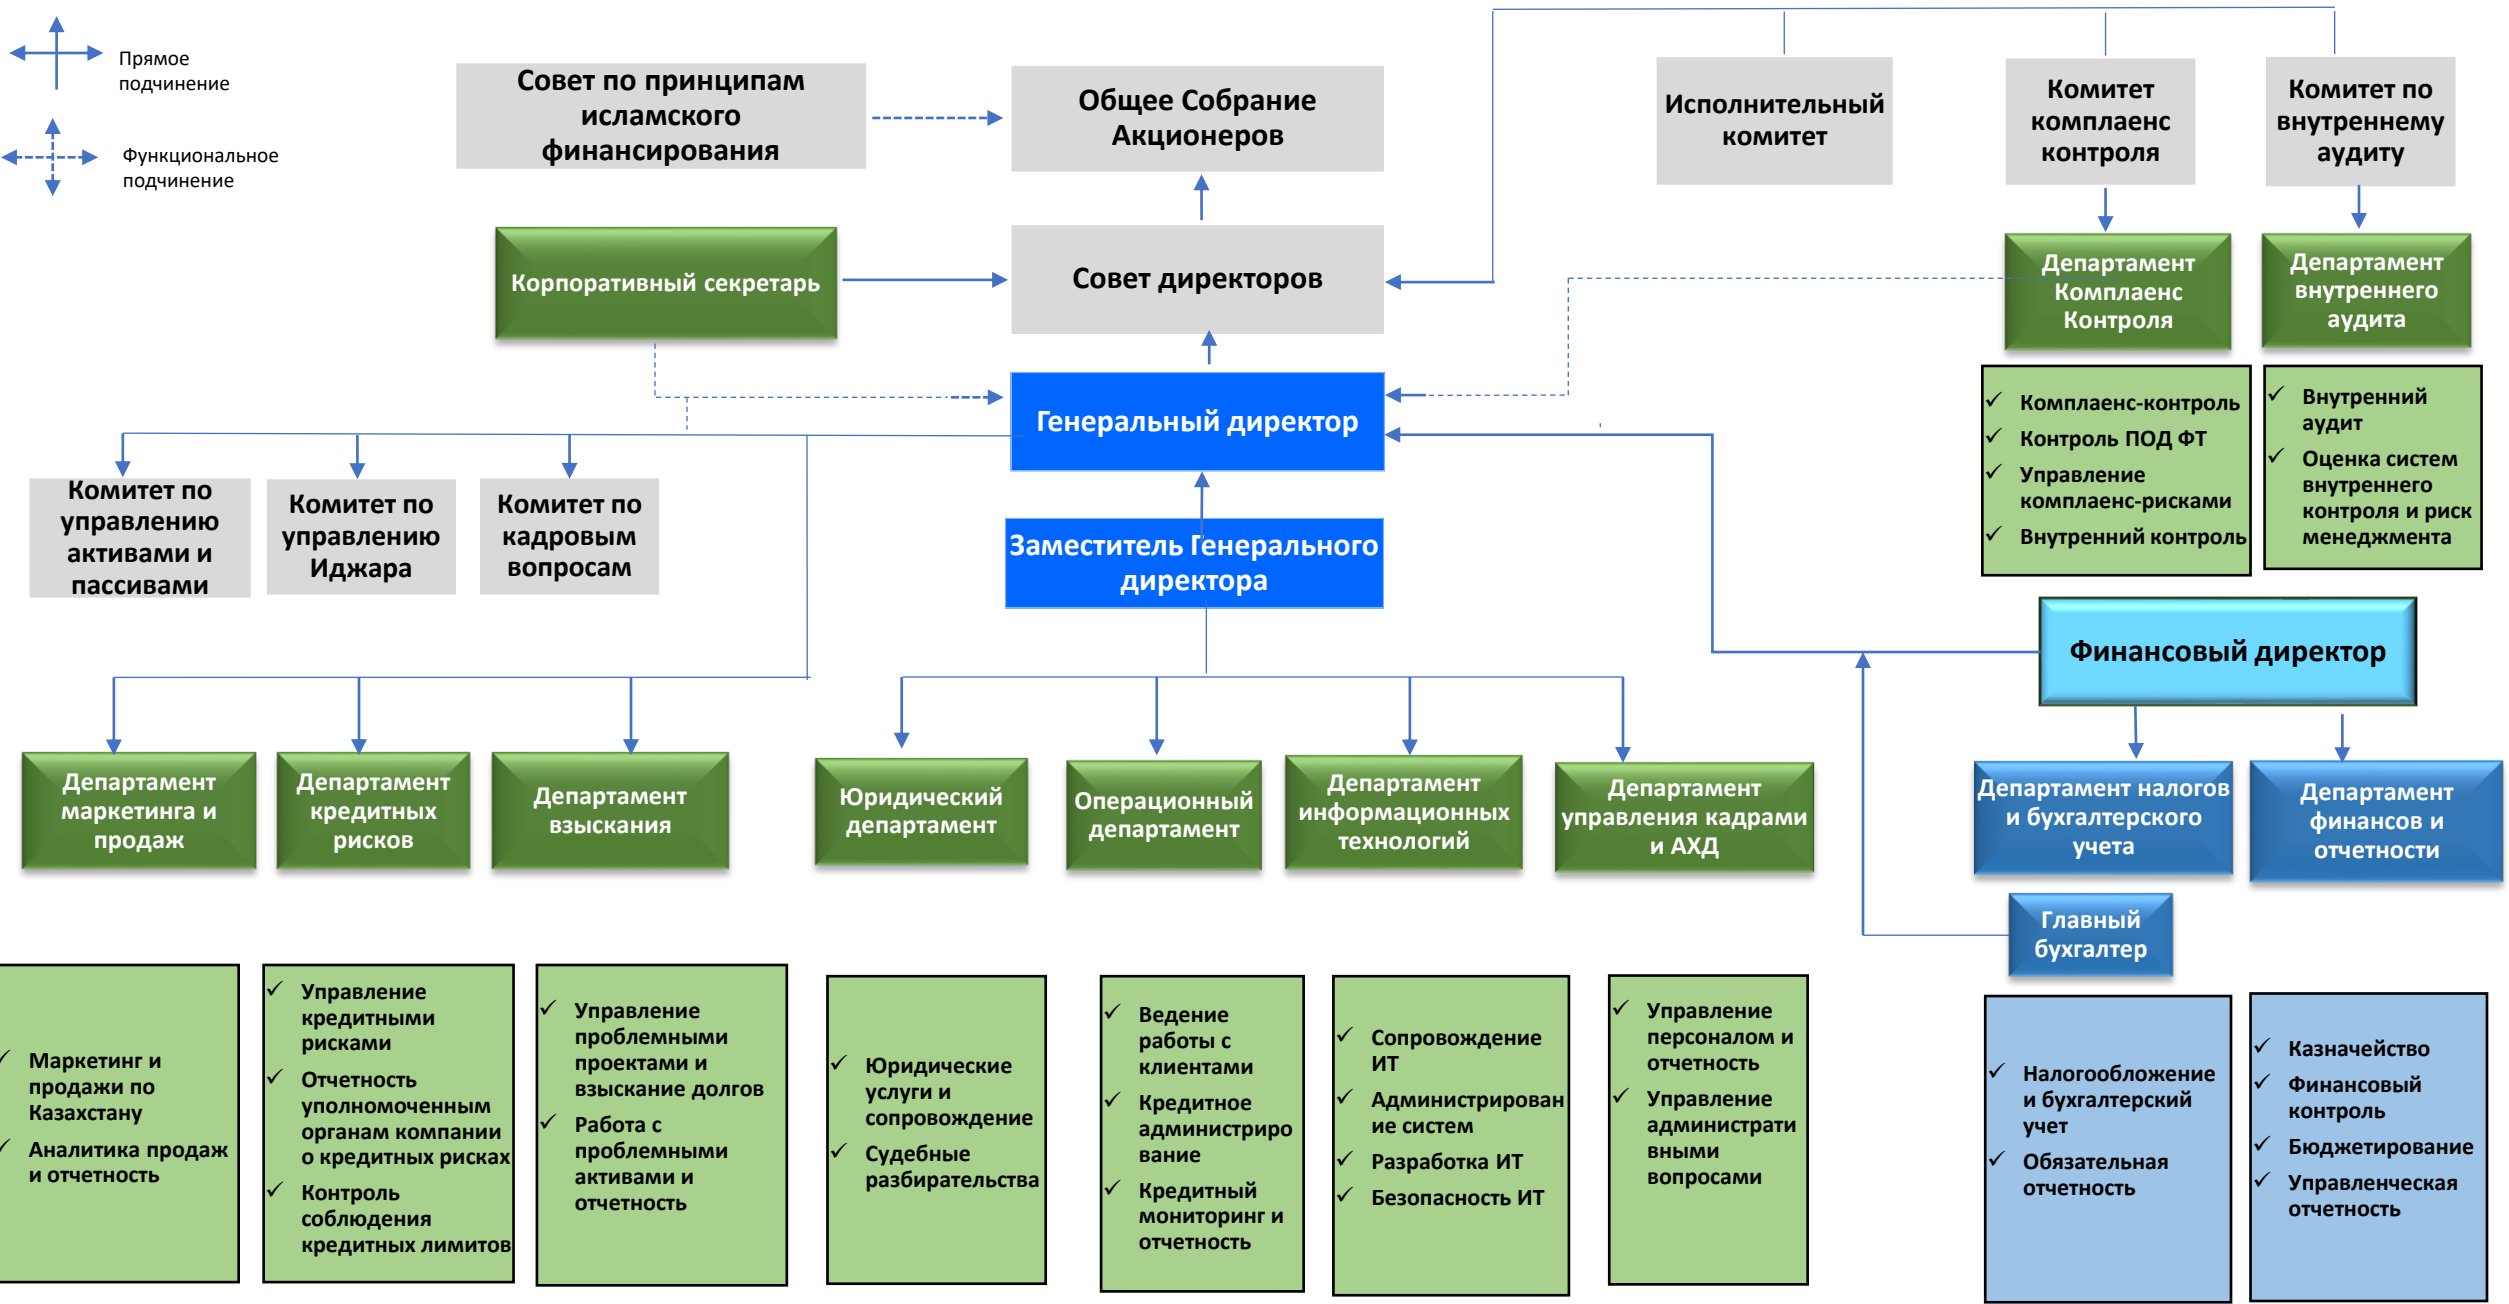 Прямое
подчинение
Функциональное
подчинение
Совет по принципам
исламского
финансирования
Общее Собрание
Акционеров
Исполнительный
комитет
Комитет
комплаенс
контроля
Комитет по
внутреннему
аудиту
Корпоративный секретарь
Совет директоров
Департамент
Комплаенс
Контроля
Департамент
внутреннего
аудита
Генеральный директор
✓ Комплаенс-контроль
✓ Контроль ПОД ФТ
✓ Управление
комплаенс-рисками
✓ Внутренний контроль
✓ Внутренний
аудит
✓ Оценка систем
внутреннего
контроля и риск
менеджмента
Комитет по
управлению
активами и
пассивами
Комитет по
управлению
Иджара
Комитет по
кадровым
вопросам
Заместитель Генерального
директора
Финансовый директор
Департамент
маркетинга и
продаж
Департамент
кредитных
рисков
Департамент
взыскания
Юридический
департамент
Операционный
департамент
Департамент
информационных
технологий
Департамент
управления кадрами
и АХД
Департамент налогов
и бухгалтерского
учета
Департамент
финансов и
отчетности
Главный
бухгалтер
✓ Маркетинг и
продажи по
Казахстану
✓ Аналитика продаж
и отчетность
✓ Управление
кредитными
рисками
✓ Отчетность
уполномоченным
органам компании
о кредитных рисках
✓ Контроль
соблюдения
кредитных лимитов
✓ Управление
проблемными
проектами и
взыскание долгов
✓ Работа с
проблемными
активами и
отчетность
✓ Юридические
услуги и
сопровождение
✓ Судебные
разбирательства
✓ Ведение
работы с
клиентами
✓ Кредитное
администриро
вание
✓ Кредитный
мониторинг и
отчетность
✓ Сопровождение
ИТ
✓ Администрирован
ие систем
✓ Разработка ИТ
✓ Безопасность ИТ
✓ Управление
персоналом и
отчетность
✓ Управление
административ
ными
вопросами
✓ Налогообложение
и бухгалтерский
учет
✓ Обязательная
отчетность
✓ Казначейство
✓ Финансовый
контроль
✓ Бюджетирование
✓ Управленческая
отчетность